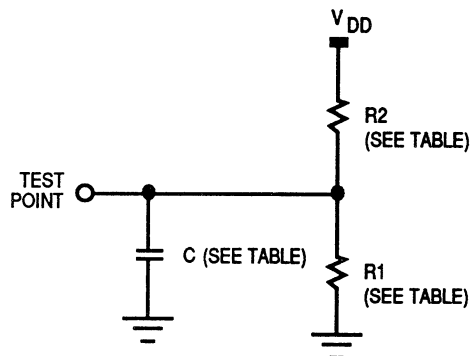 V DD
R2
(SEE TABLE)
TEST
POINT
C (SEE TABLE)
R1
(SEE TABLE)